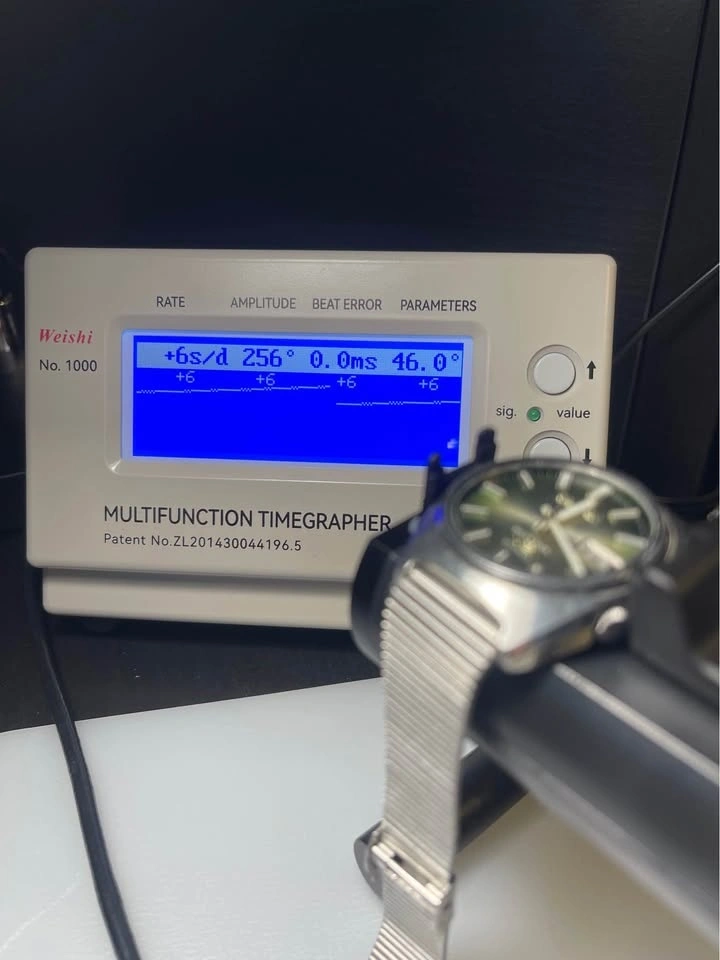 RATE AMPLITUDE BEAT ERROR PARAMETERS
Weishi
No. 1000
+6s/d 256° 0.0ms 46.0°
+6 +6 +6 +6
sig. value
MULTIFUNCTION TIMEGRAPHER
Patent No.ZL201430044196.5